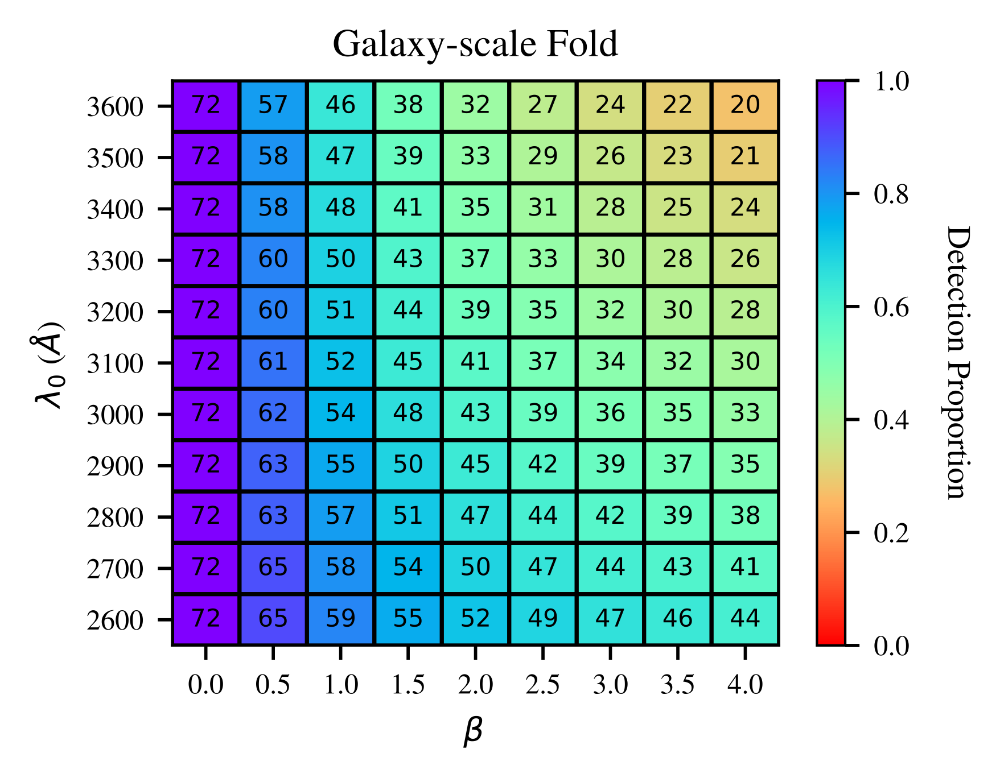 Galaxy-scale Fold
3600 72 57 46 38 32 27 24 22 20
3500 72 58 47 39 33 29 26 23 21
3400 72 58 48 41 35 31 28 25 24
3300 72 60 50 43 37 33 30 28 26
3200 72 60 51 44 39 35 32 30 28
3100 72 61 52 45 41 37 34 32 30
3000 72 62 54 48 43 39 36 35 33
2900 72 63 55 50 45 42 39 37 35
2800 72 63 57 51 47 44 42 39 38
2700 72 65 58 54 50 47 44 43 41
2600 72 65 59 55 52 49 47 46 44
0.0 0.5 1.0 1.5 2.0 2.5 3.0 3.5 4.0
β
λ0 (Å)
1.0
0.8
0.6
0.4
0.2
0.0
Detection Proportion